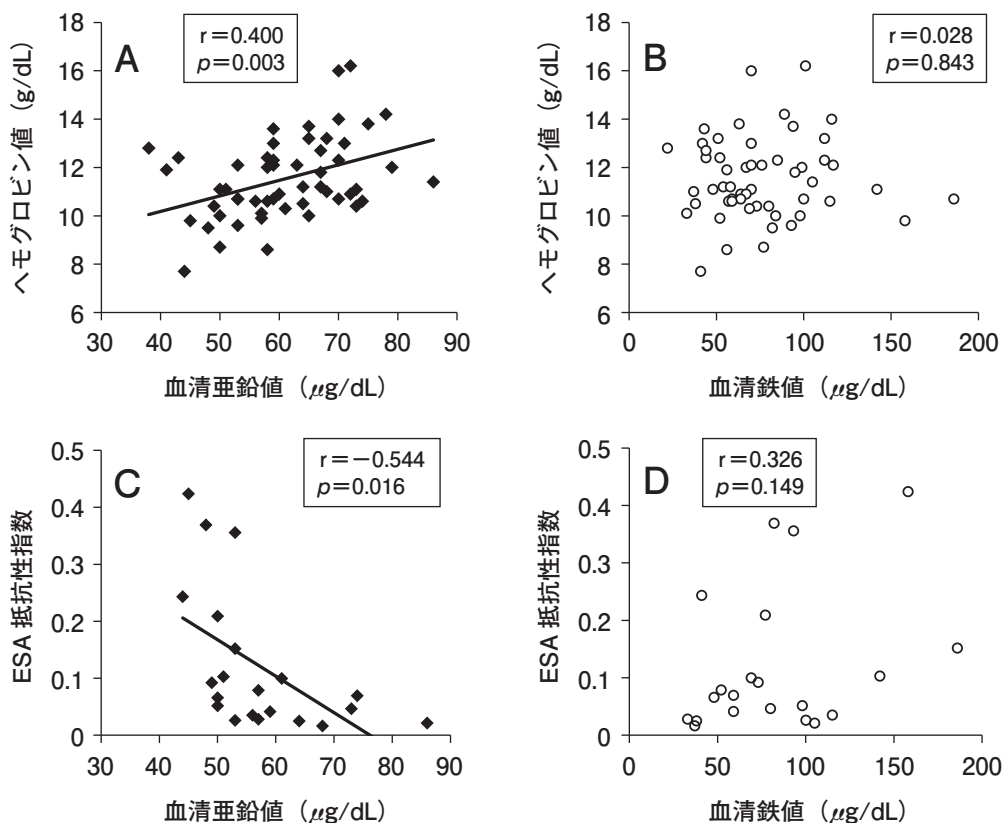 A
r=0.400
p=0.003
ヘモグロビン値（g/dL）
18
16
14
12
10
8
6
30 40 50 60 70 80 90
血清亜鉛値（μg/dL）
B
r=0.028
p=0.843
ヘモグロビン値（g/dL）
18
16
14
12
10
8
6
0 50 100 150 200
血清鉄値（μg/dL）
C
r=−0.544
p=0.016
ESA 抵抗性指数
0.5
0.4
0.3
0.2
0.1
0
30 40 50 60 70 80 90
血清亜鉛値（μg/dL）
D
r=0.326
p=0.149
ESA 抵抗性指数
0.5
0.4
0.3
0.2
0.1
0
0 50 100 150 200
血清鉄値（μg/dL）